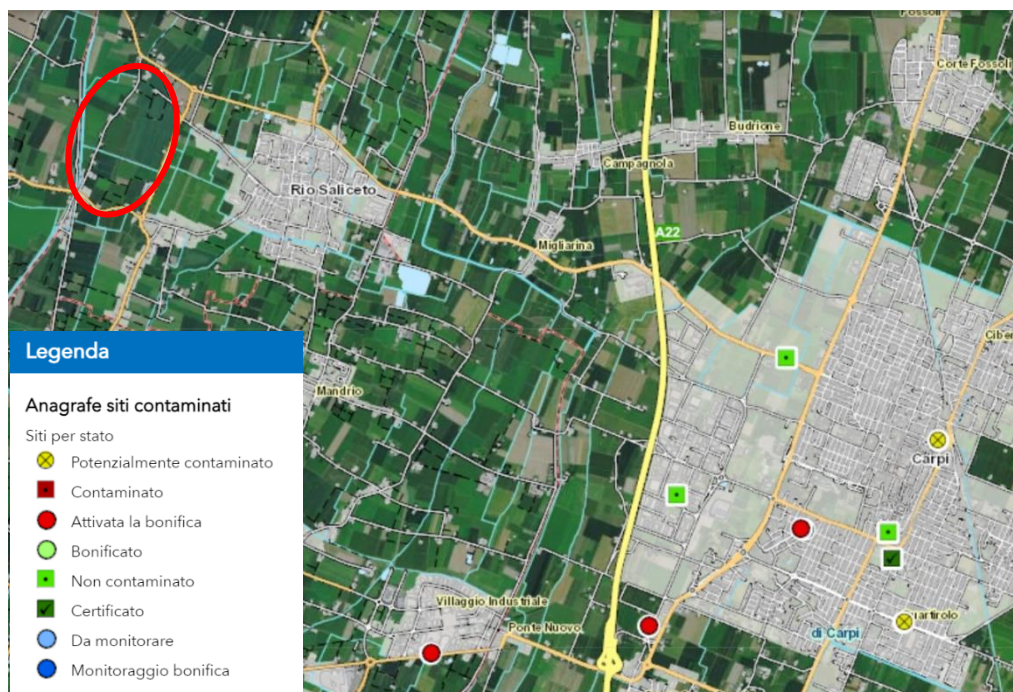 Fossoli
Corte Fossoli
Budrione
Campagnola
Rio Saliceto
A22
Migliarina
Ciber
Legenda
Anagrafe siti contaminati
Mandrio
Siti per stato
Potenzialmente contaminato
Carpi
Contaminato
Attivata la bonifica
Bonificato
Non contaminato
Villaggio Industriale
Certificato
uartirolo
Ponte Nuovo
di Carpi
Da monitorare
Monitoraggio bonifica